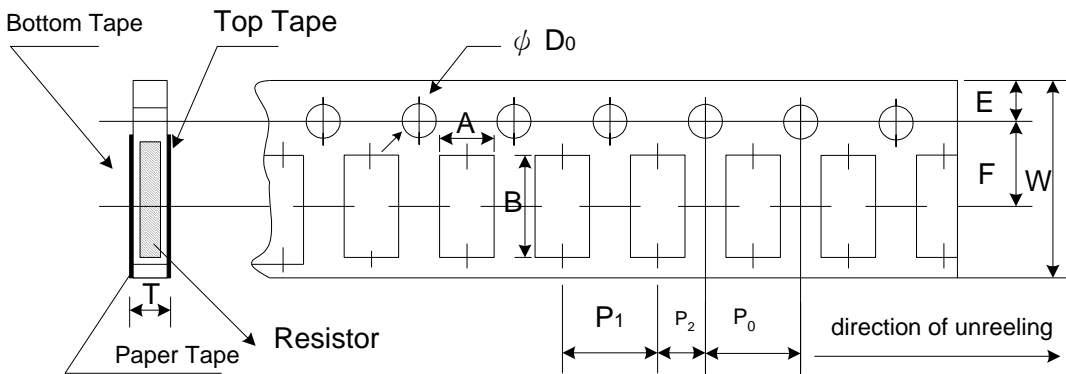 Bottom Tape
Top Tape
ψ D0
A
E
B
F
W
T
P1
P2
P0
Resistor
direction of unreeling
Paper Tape